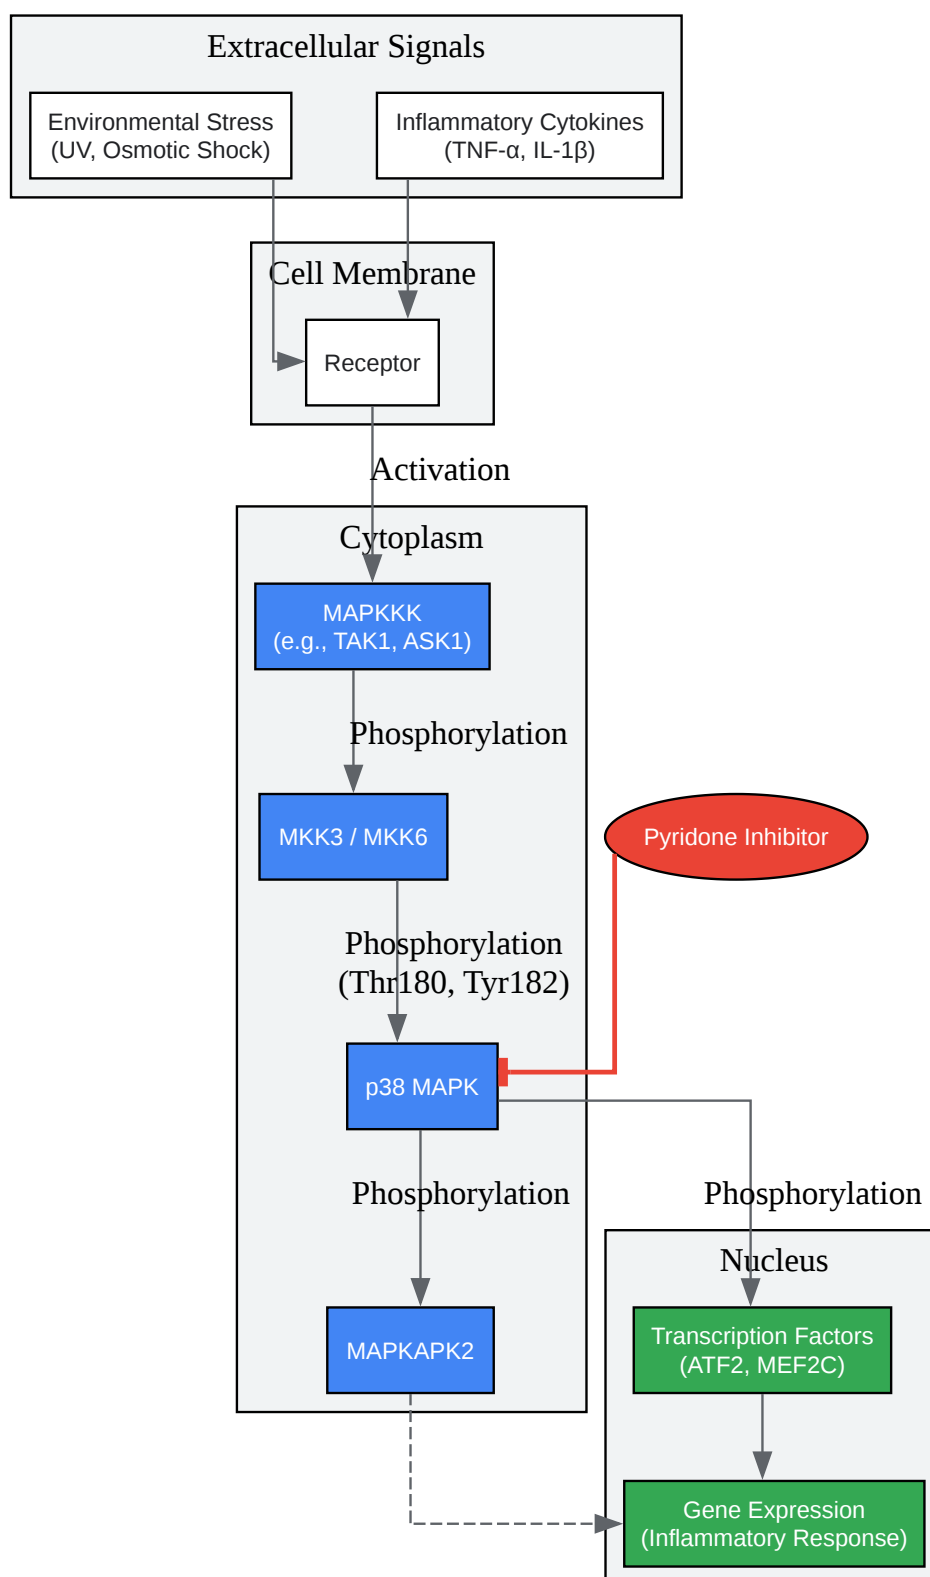 Extracellular Signals
Environmental Stress
(UV, Osmotic Shock)
Inflammatory Cytokines
(TNF-α, IL-1β)
Cell Membrane
Receptor
Activation
Cytoplasm
MAPKKK
(e.g., TAK1, ASK1)
Phosphorylation
MKK3 / MKK6
Pyridone Inhibitor
Phosphorylation
(Thr180, Tyr182)
p38 MAPK
Phosphorylation
Phosphorylation
Nucleus
MAPKAPK2
Transcription Factors
(ATF2, MEF2C)
Gene Expression
(Inflammatory Response)